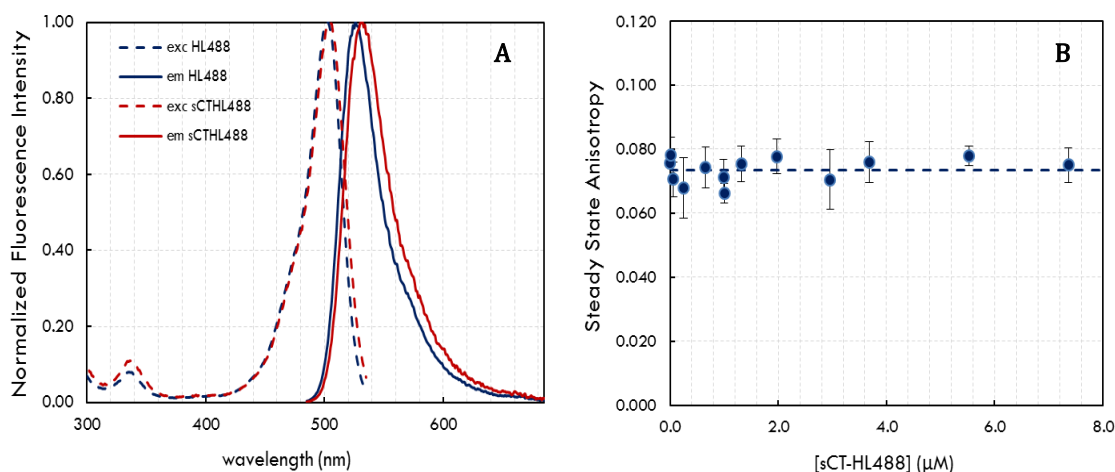 A
exc HL488
em HL488
exc sCTHL488
em sCTHL488
Normalized Fluorescence Intensity
1.00
0.80
0.60
0.40
0.20
0.00
300
400
500
600
wavelength (nm)
B
Steady State Anisotropy
0.120
0.100
0.080
0.060
0.040
0.020
0.000
0.0
2.0
4.0
6.0
8.0
[sCT-HL488] (µM)